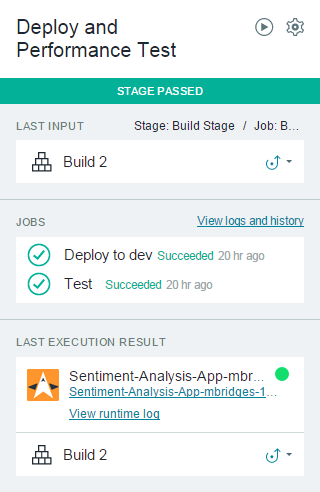 Deploy and
Performance Test
STAGE PASSED
LAST INPUT Stage: Build Stage / Job: B...
Build 2
JOBS View logs and history
Deploy to dev Succeeded 20 hr ago
Test Succeeded 20 hr ago
LAST EXECUTION RESULT
Sentiment-Analysis-App-mbr...
Sentiment-Analysis-App-mbridges-1...
View runtime log
Build 2